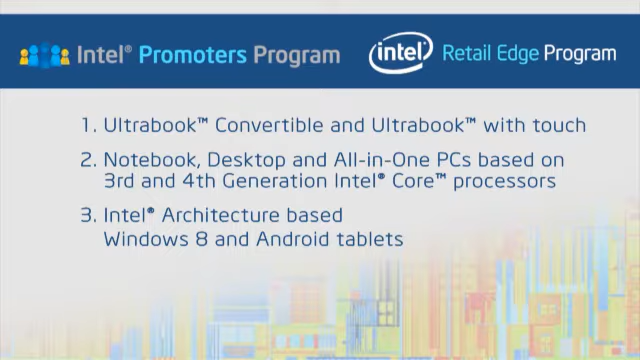 Intel® Promoters Program
intel® Retail Edge Program
1. Ultrabook™ Convertible and Ultrabook™ with touch
2. Notebook, Desktop and All-in-One PCs based on
3rd and 4th Generation Intel® Core™ processors
3. Intel® Architecture based
Windows 8 and Android tablets